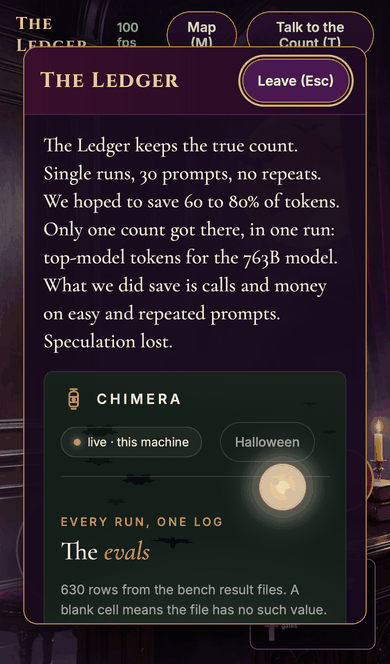 The Ledger
100 fps
Map (M)
Talk to the Count (T)
The Ledger
Leave (Esc)
The Ledger keeps the true count.
Single runs, 30 prompts, no repeats.
We hoped to save 60 to 80% of tokens.
Only one count got there, in one run:
top-model tokens for the 763B model.
What we did save is calls and money
on easy and repeated prompts.
Speculation lost.
CHIMERA
live · this machine
Halloween
EVERY RUN, ONE LOG
The evals
630 rows from the bench result files. A
blank cell means the file has no such value.
gates